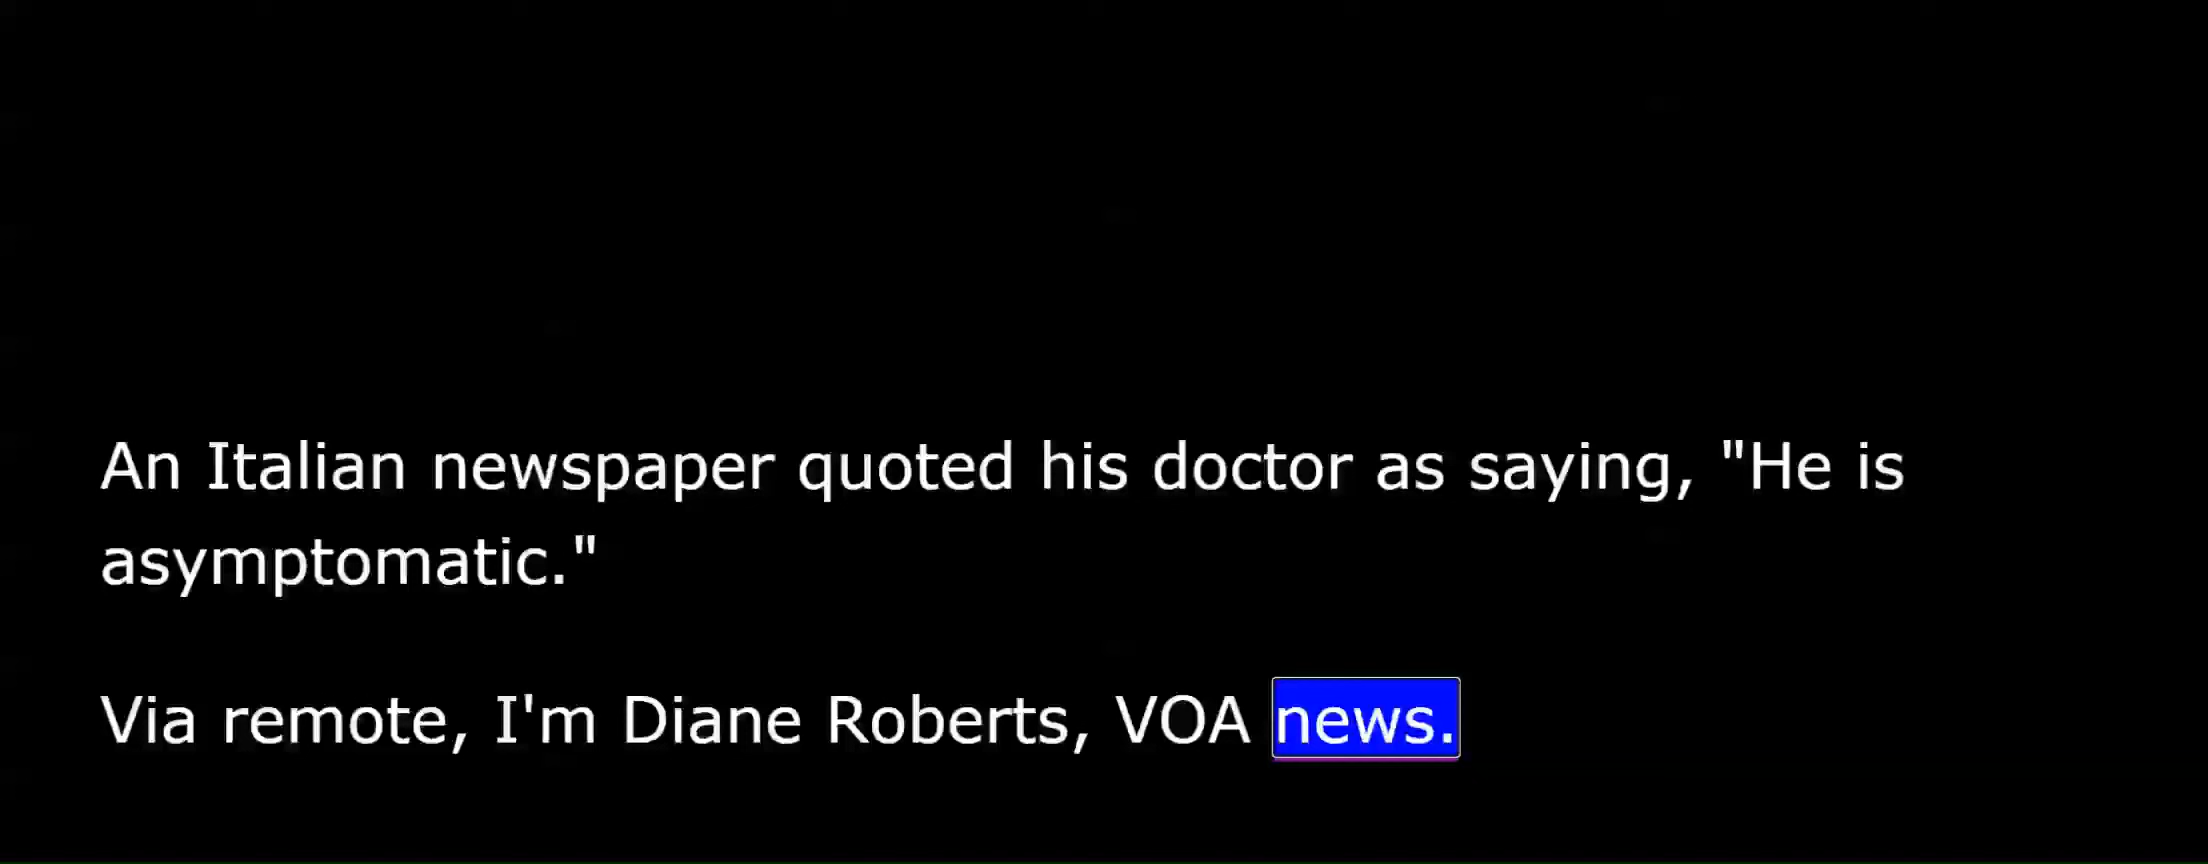 An Italian newspaper quoted his doctor as saying, "He is
asymptomatic."
Via remote, I'm Diane Roberts, VOA news.